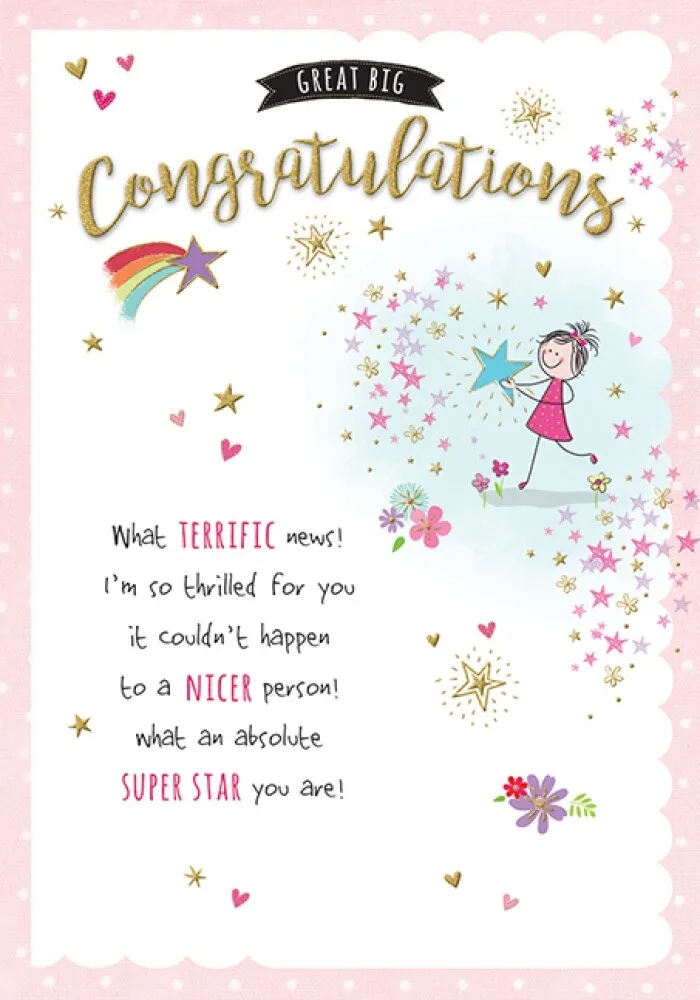 GREAT BIG
Congratulations
What TERRIFIC news!
I'm so thrilled for you
it couldn't happen
to a NICER person!
what an absolute
SUPER STAR you are!